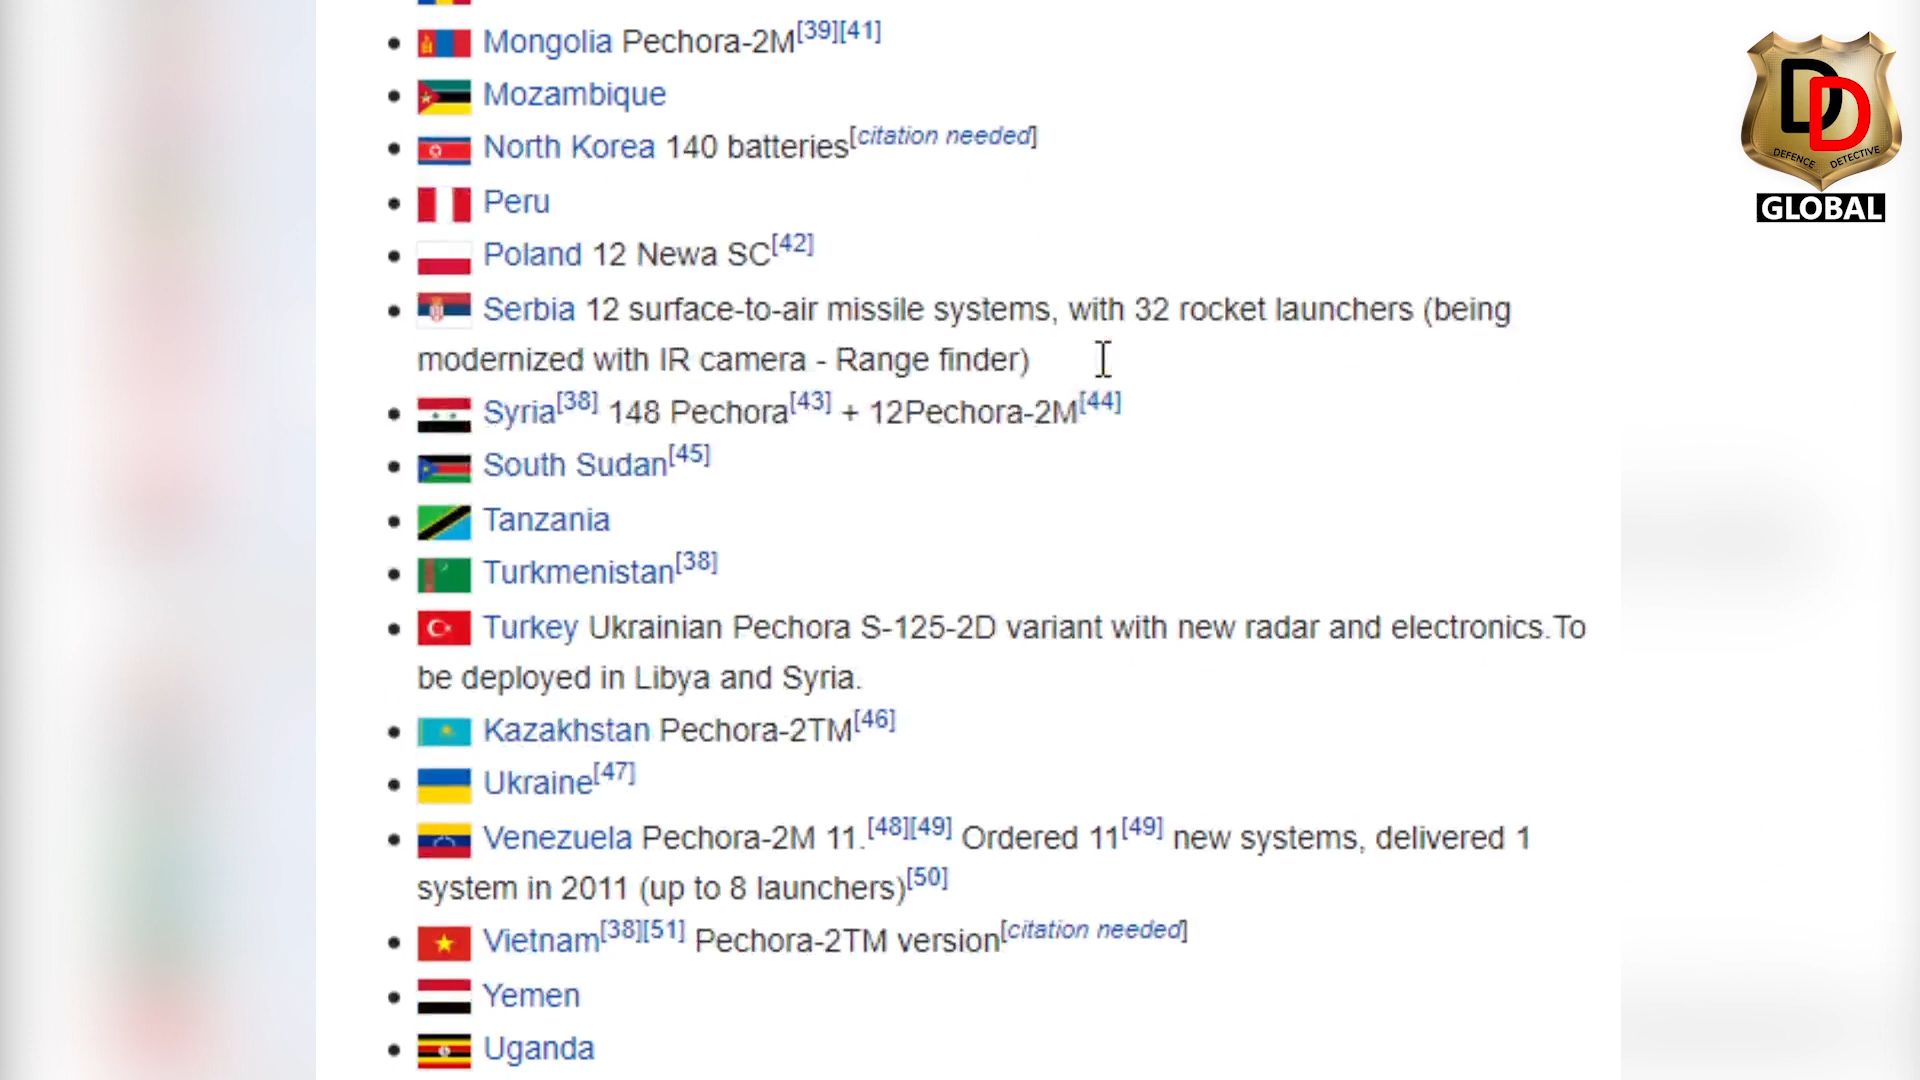 Mongolia Pechora-2M[39][41]
Mozambique
North Korea 140 batteries[citation needed]
Peru
Poland 12 Newa SC[42]
Serbia 12 surface-to-air missile systems, with 32 rocket launchers (being
modernized with IR camera - Range finder)
Syria[38] 148 Pechora[43] + 12Pechora-2M[44]
South Sudan[45]
Tanzania
Turkmenistan[38]
Turkey Ukrainian Pechora S-125-2D variant with new radar and electronics.To
be deployed in Libya and Syria.
Kazakhstan Pechora-2TM[46]
Ukraine[47]
Venezuela Pechora-2M 11.[48][49] Ordered 11[49] new systems, delivered 1
system in 2011 (up to 8 launchers)[50]
Vietnam[38][51] Pechora-2TM version[citation needed]
Yemen
Uganda
DD
DEFENCE DETECTIVE
GLOBAL